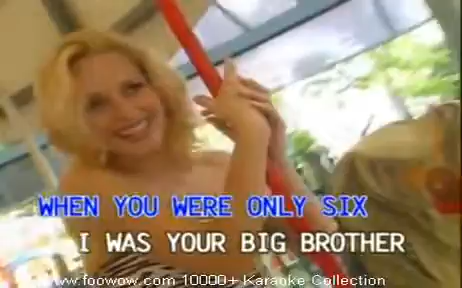 WHEN YOU WERE ONLY SIX
I WAS YOUR BIG BROTHER
www.foowow.com 10000+ Karaoke Collection